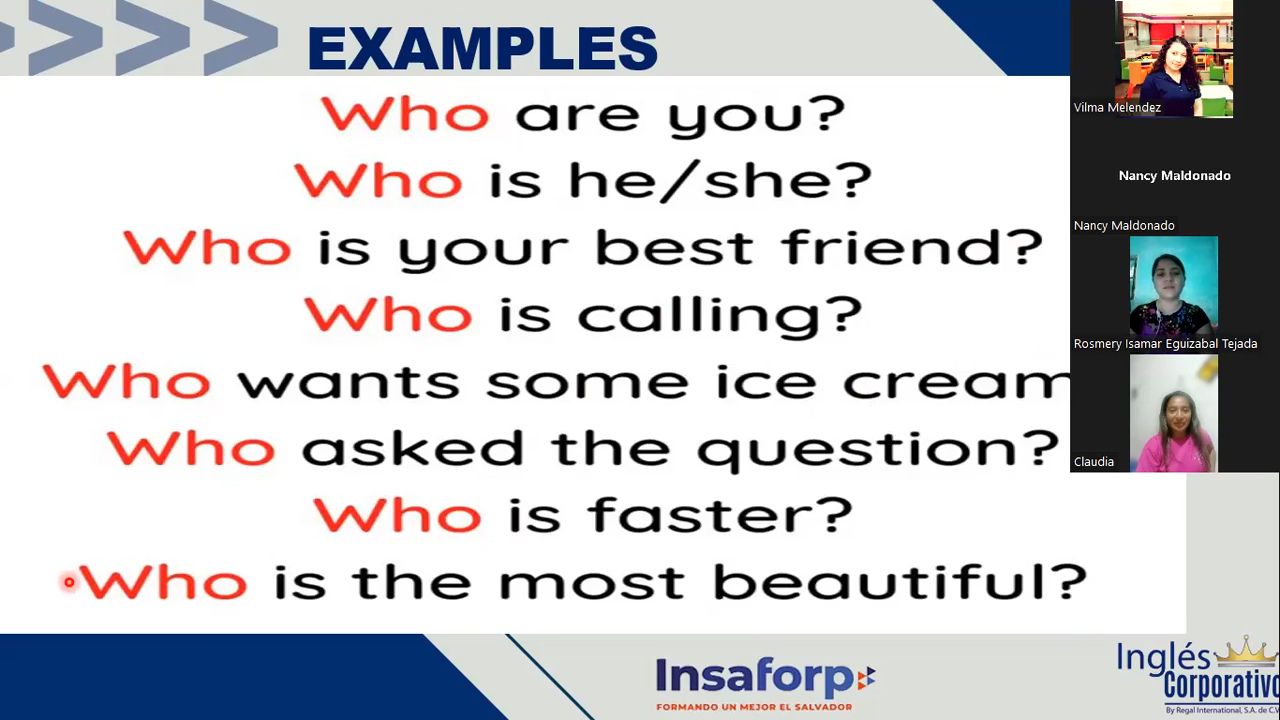 EXAMPLES
Who are you?
Who is he/she?
Who is your best friend?
Who is calling?
Who wants some ice cream
Who asked the question?
Who is faster?
Who is the most beautiful?
Vilma Melendez
Nancy Maldonado
Nancy Maldonado
Rosmery Isamar Eguizabal Tejada
Claudia
Insaforp
FORMANDO UN MEJOR EL SALVADOR
Inglés
Corporativo
By Regal International, S.A. de C.V